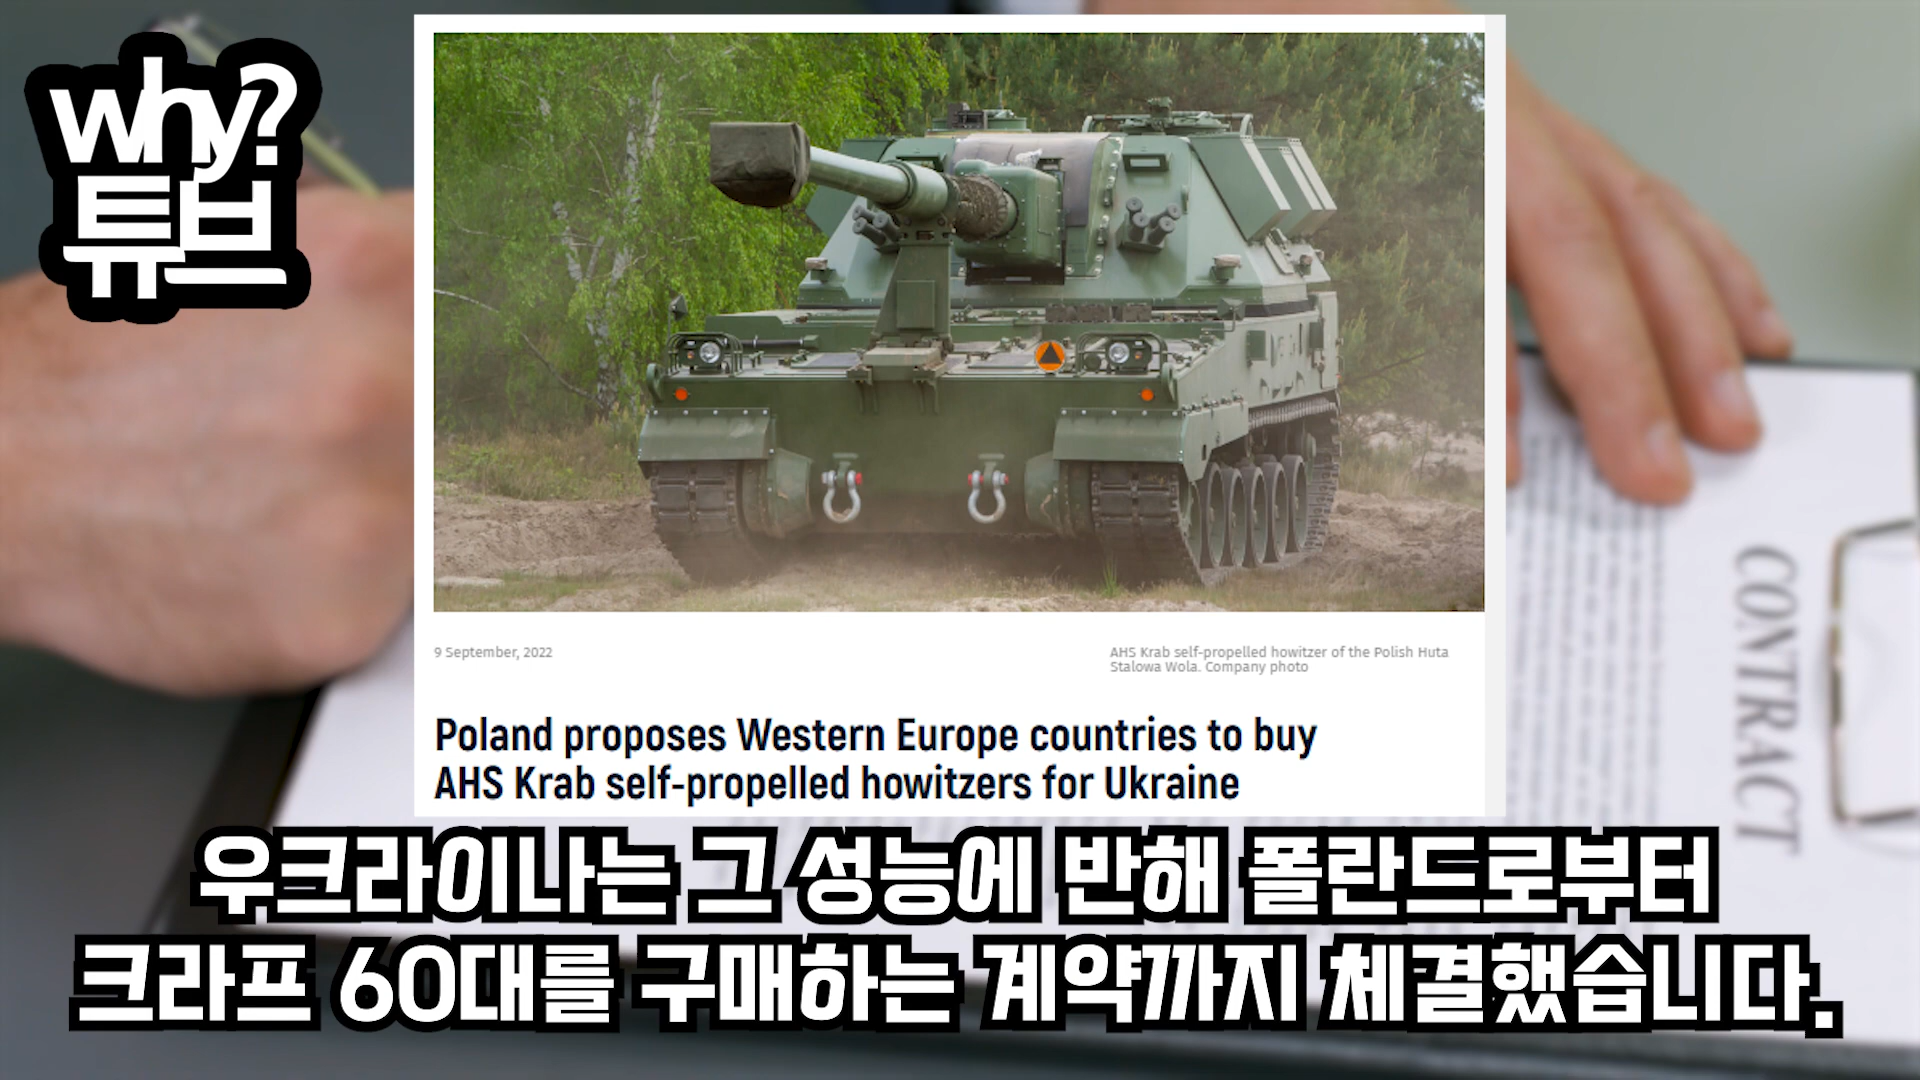 why?
튜브
9 September, 2022
AHS Krab self-propelled howitzer of the Polish Huta
Stalowa Wola. Company photo
Poland proposes Western Europe countries to buy
AHS Krab self-propelled howitzers for Ukraine
CONTRACT
우크라이나는 그 성능에 반해 폴란드로부터
크라프 60대를 구매하는 계약까지 체결했습니다.